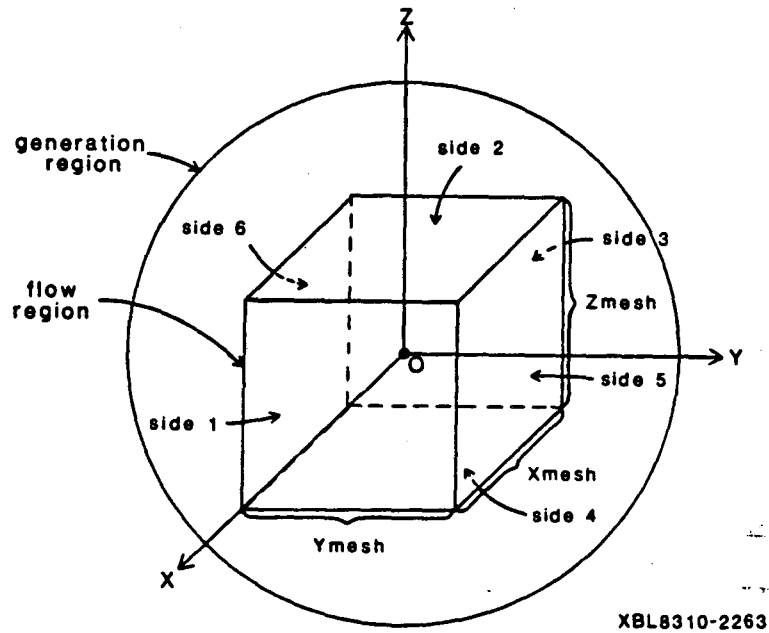 Z
generation
region
side 2
side 6
side 3
flow
region
Zmesh
O
Y
side 5
side 1
Xmesh
side 4
Ymesh
X
XBL8310-2263